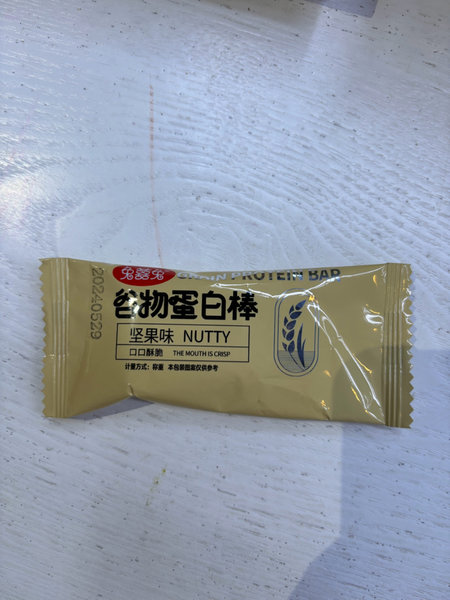 GRAIN PROTEIN BAR
谷物蛋白棒
坚果味 NUTTY
口口酥脆 THE MOUTH IS CRISP
计量方式：称重 本包装图案仅供参考
20240529